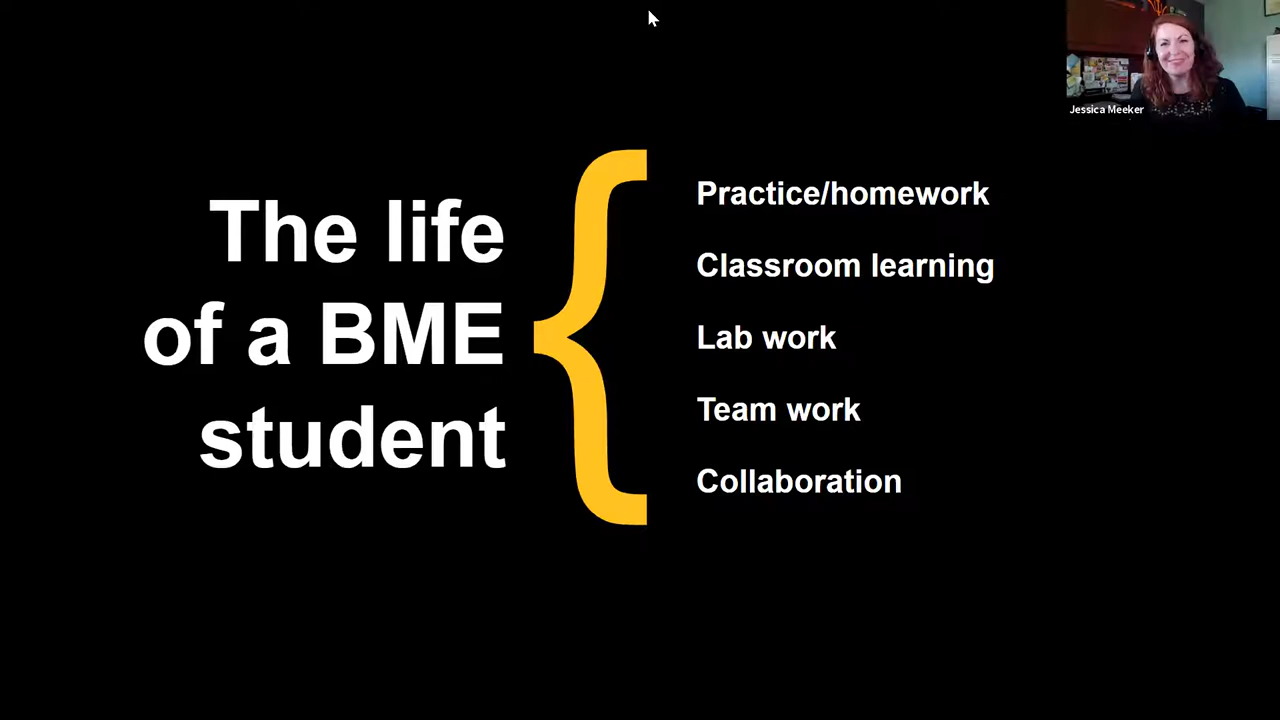 Jessica Meeker
The life
of a BME
student
Practice/homework
Classroom learning
Lab work
Team work
Collaboration